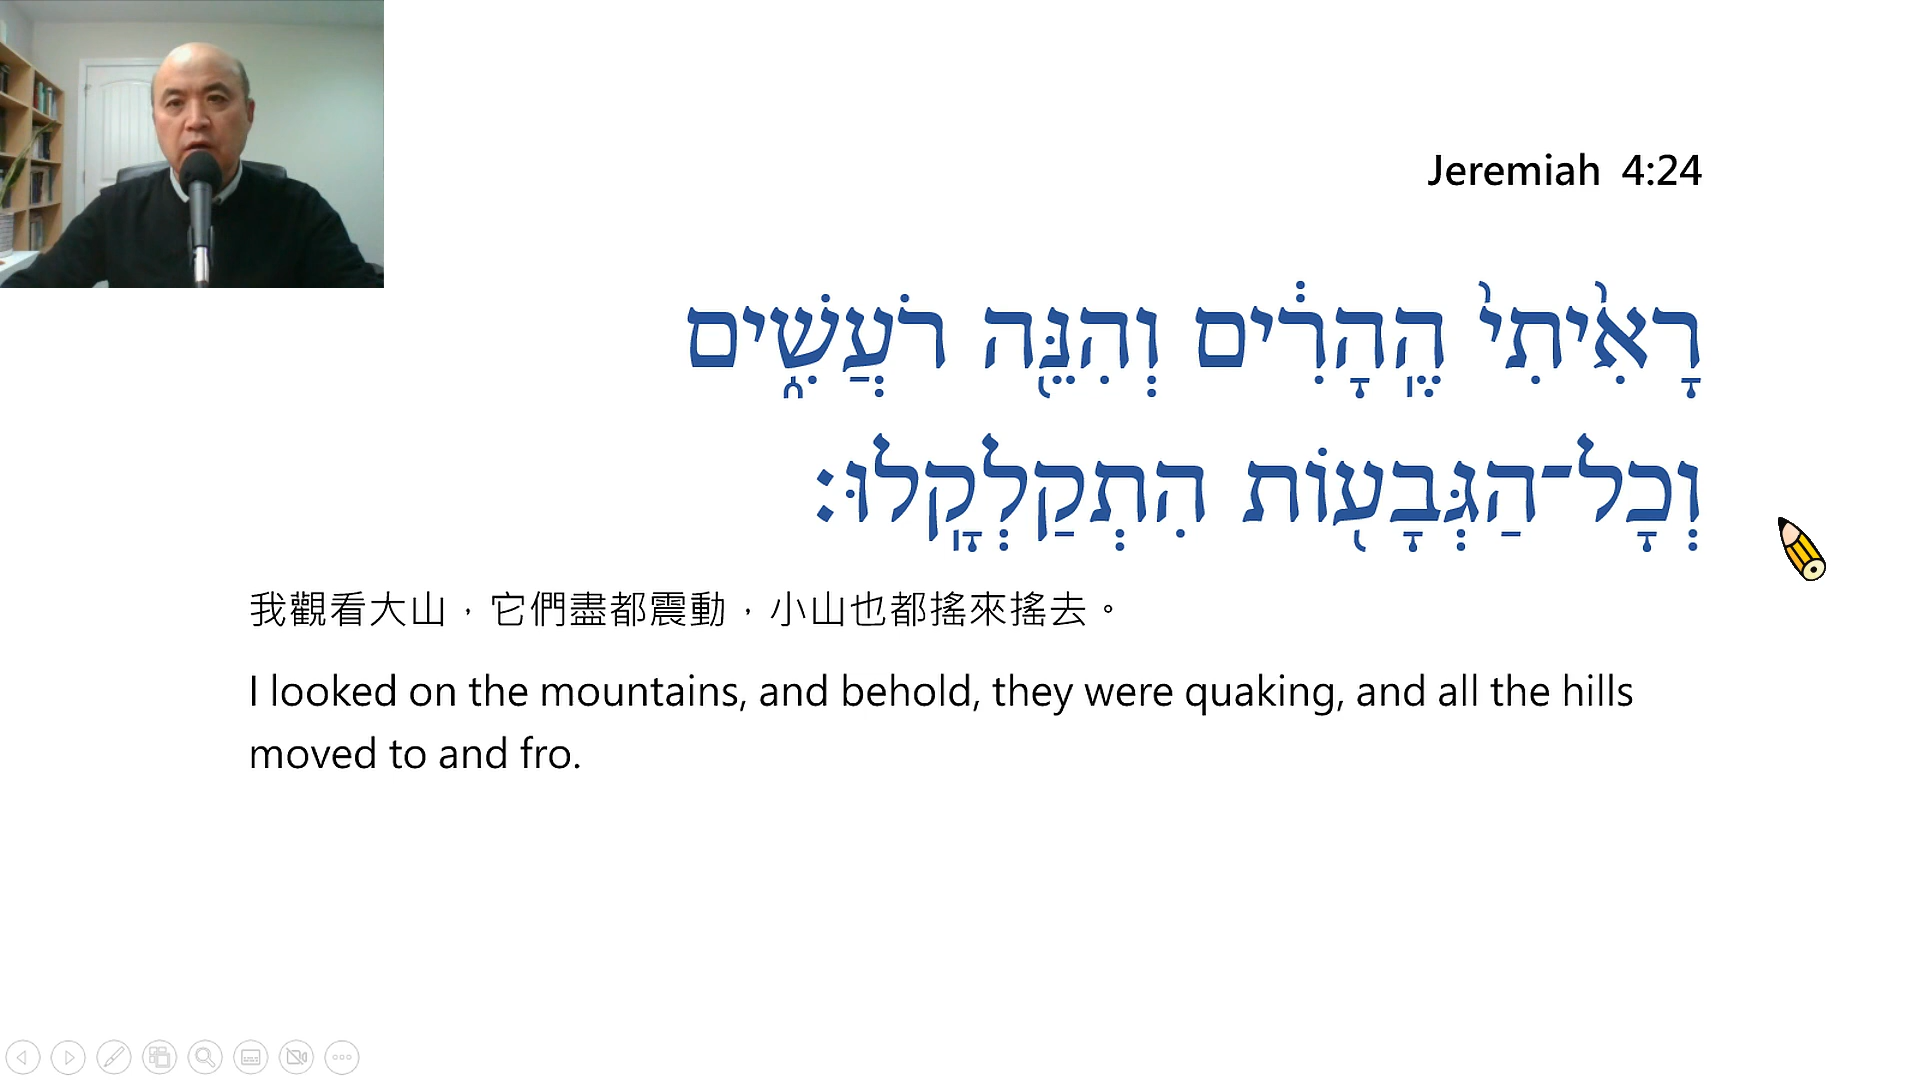 Jeremiah 4:24
רָאִ֙יתִי֙ הֶֽהָרִ֔ים וְהִנֵּ֖ה רֹעֲשִׁ֑ים
וְכָל־הַגְּבָע֖וֹת הִתְקַלְקָֽלוּ׃
我觀看大山，它們盡都震動，小山也都搖來搖去。
I looked on the mountains, and behold, they were quaking, and all the hills
moved to and fro.